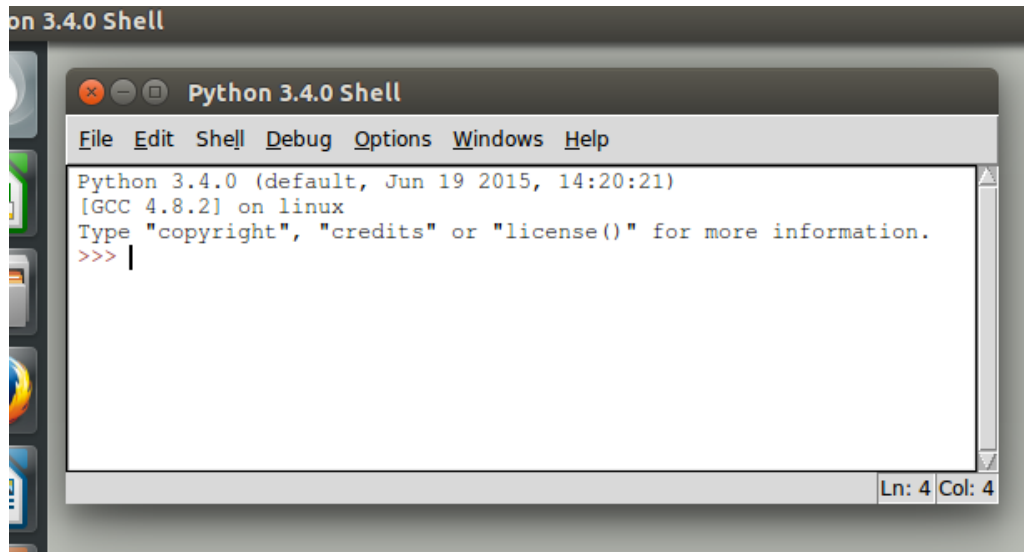 on 3.4.0 Shell
Python 3.4.0 Shell
File Edit Shell Debug Options Windows Help
Python 3.4.0 (default, Jun 19 2015, 14:20:21)
[GCC 4.8.2] on linux
Type "copyright", "credits" or "license()" for more information.
>>>
Ln: 4 Col: 4